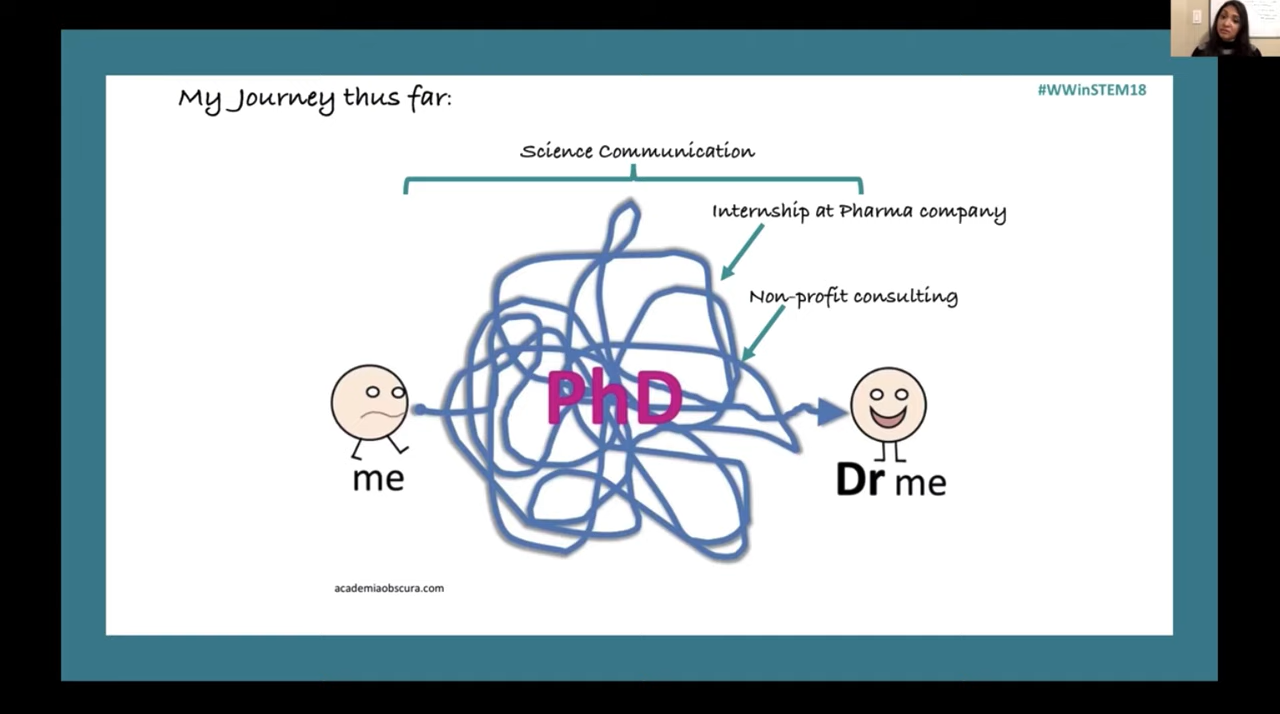 My Journey thus far:
#WWinSTEM18
Science Communication
Internship at Pharma company
Non-profit consulting
PhD
me
Dr me
academiaobscura.com